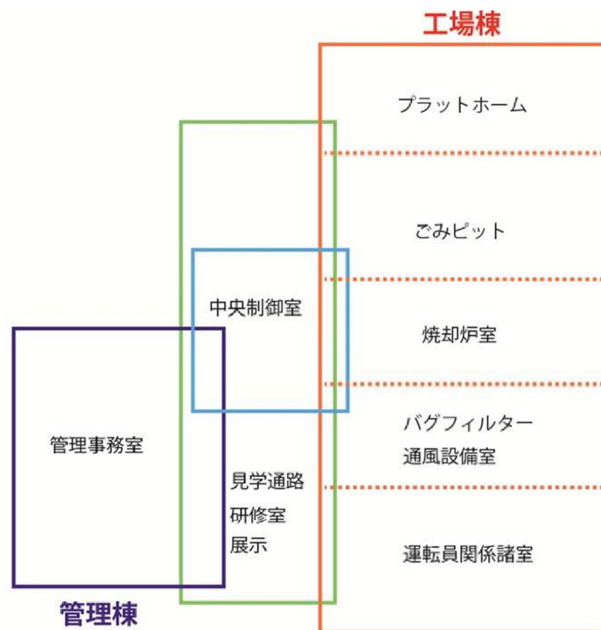 工場棟
プラットホーム
ごみピット
中央制御室
焼却炉室
バグフィルター
通風設備室
管理事務室
見学通路
研修室
展示
運転員関係諸室
管理棟